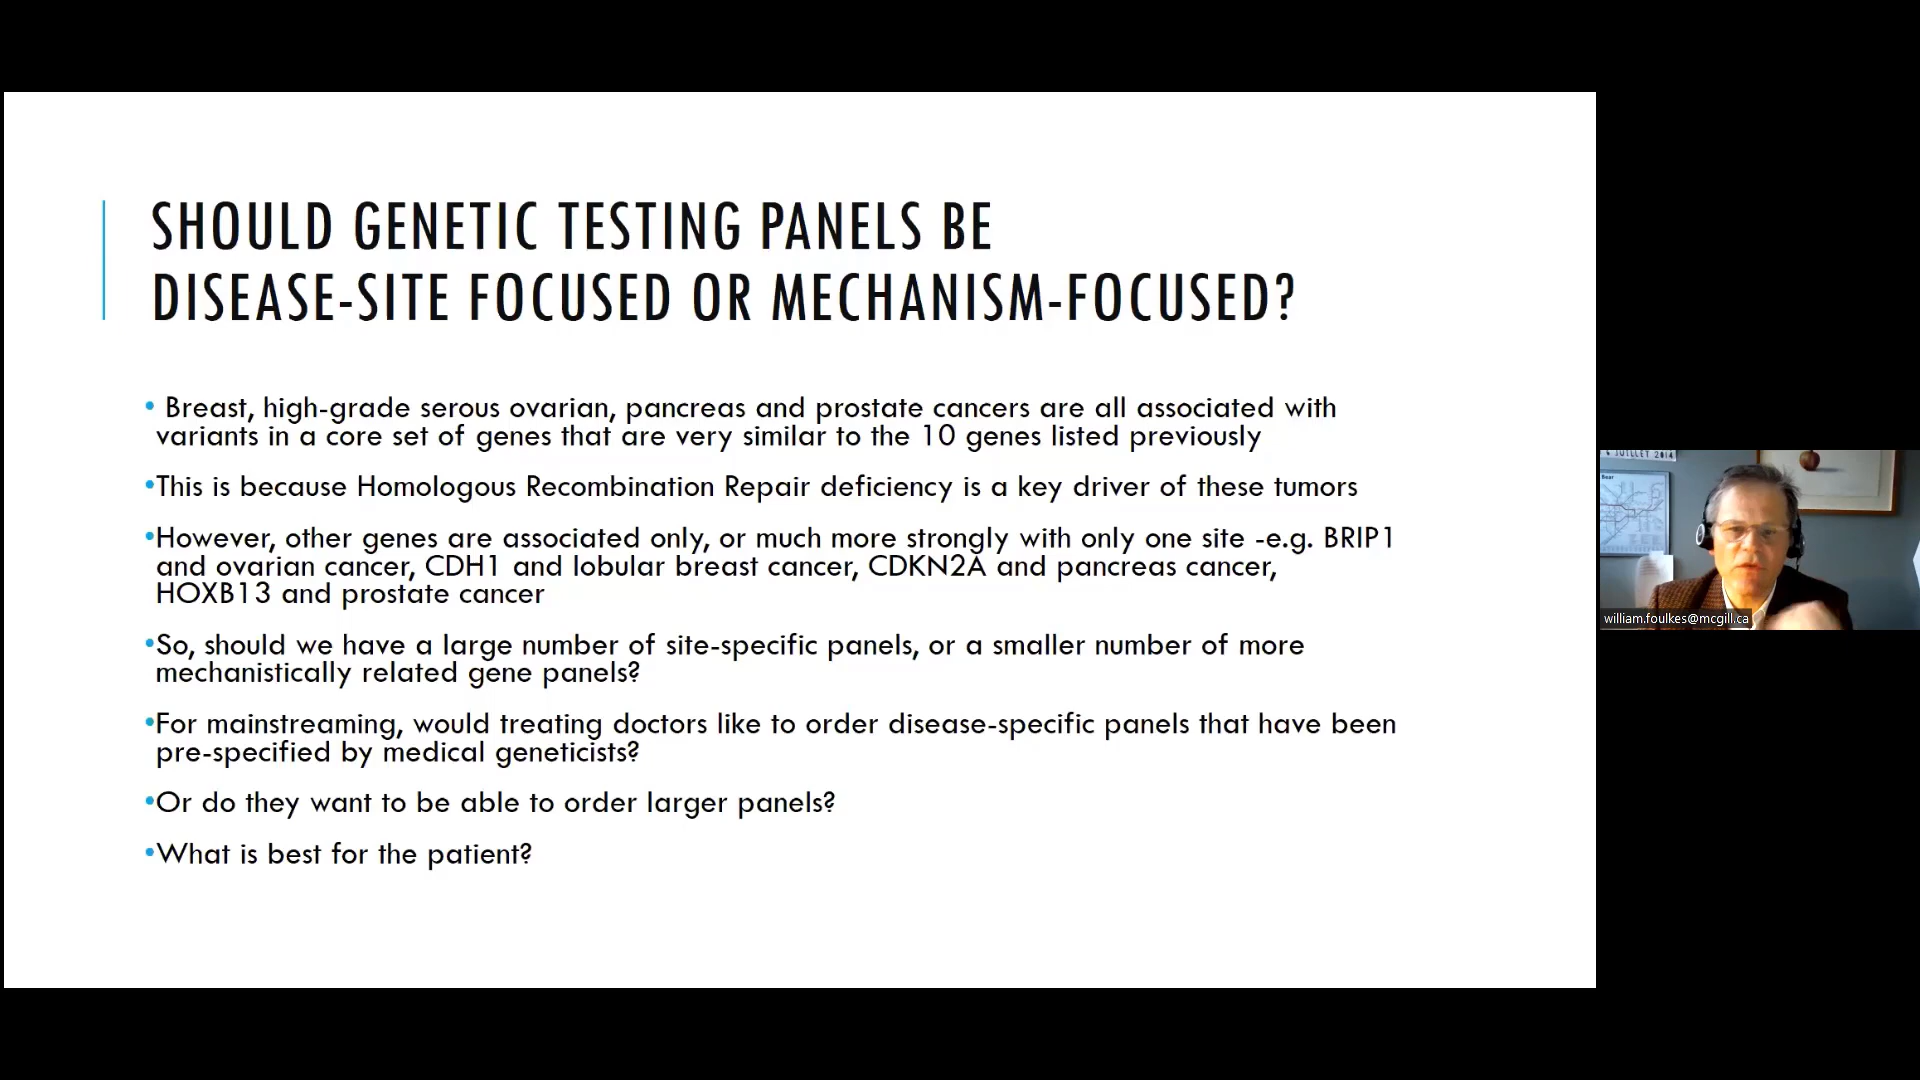 SHOULD GENETIC TESTING PANELS BE
DISEASE-SITE FOCUSED OR MECHANISM-FOCUSED?
• Breast, high-grade serous ovarian, pancreas and prostate cancers are all associated with
variants in a core set of genes that are very similar to the 10 genes listed previously
•This is because Homologous Recombination Repair deficiency is a key driver of these tumors
•However, other genes are associated only, or much more strongly with only one site -e.g. BRIP1
and ovarian cancer, CDH1 and lobular breast cancer, CDKN2A and pancreas cancer,
HOXB13 and prostate cancer
•So, should we have a large number of site-specific panels, or a smaller number of more
mechanistically related gene panels?
•For mainstreaming, would treating doctors like to order disease-specific panels that have been
pre-specified by medical geneticists?
•Or do they want to be able to order larger panels?
•What is best for the patient?
JUILLET 2014
william.foulkes@mcgill.ca